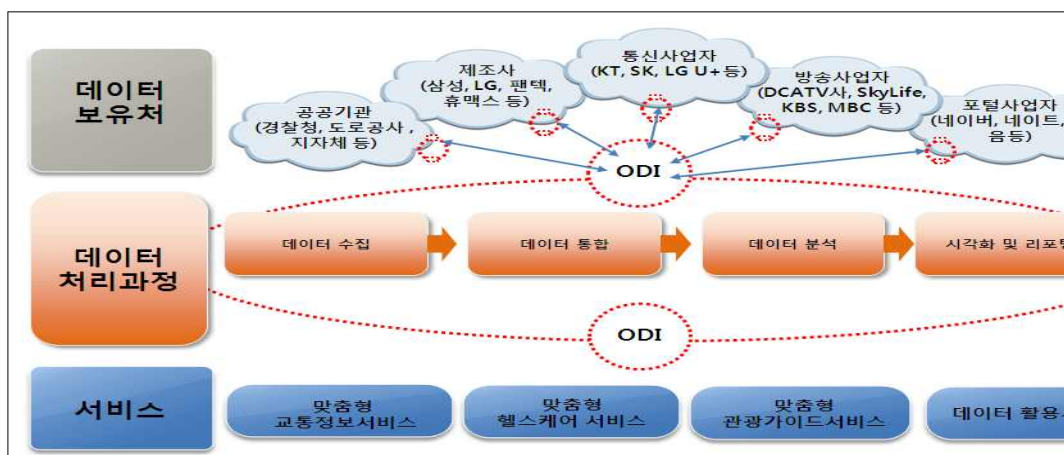 데이터
보유처
공공기관
(경찰청, 도로공사 ,
지자체 등)
제조사
(삼성, LG, 팬텍,
휴맥스 등)
통신사업자
(KT, SK, LG U+등)
방송사업자
(DCATV사, SkyLife,
KBS, MBC 등)
포털사업자
(네이버, 네이트,
음등)
ODI
데이터
처리과정
데이터 수집
데이터 통합
데이터 분석
시각화 및
ODI
서비스
맞춤형
교통정보서비스
맞춤형
헬스케어 서비스
맞춤형
관광가이드서비스
데이터 활용